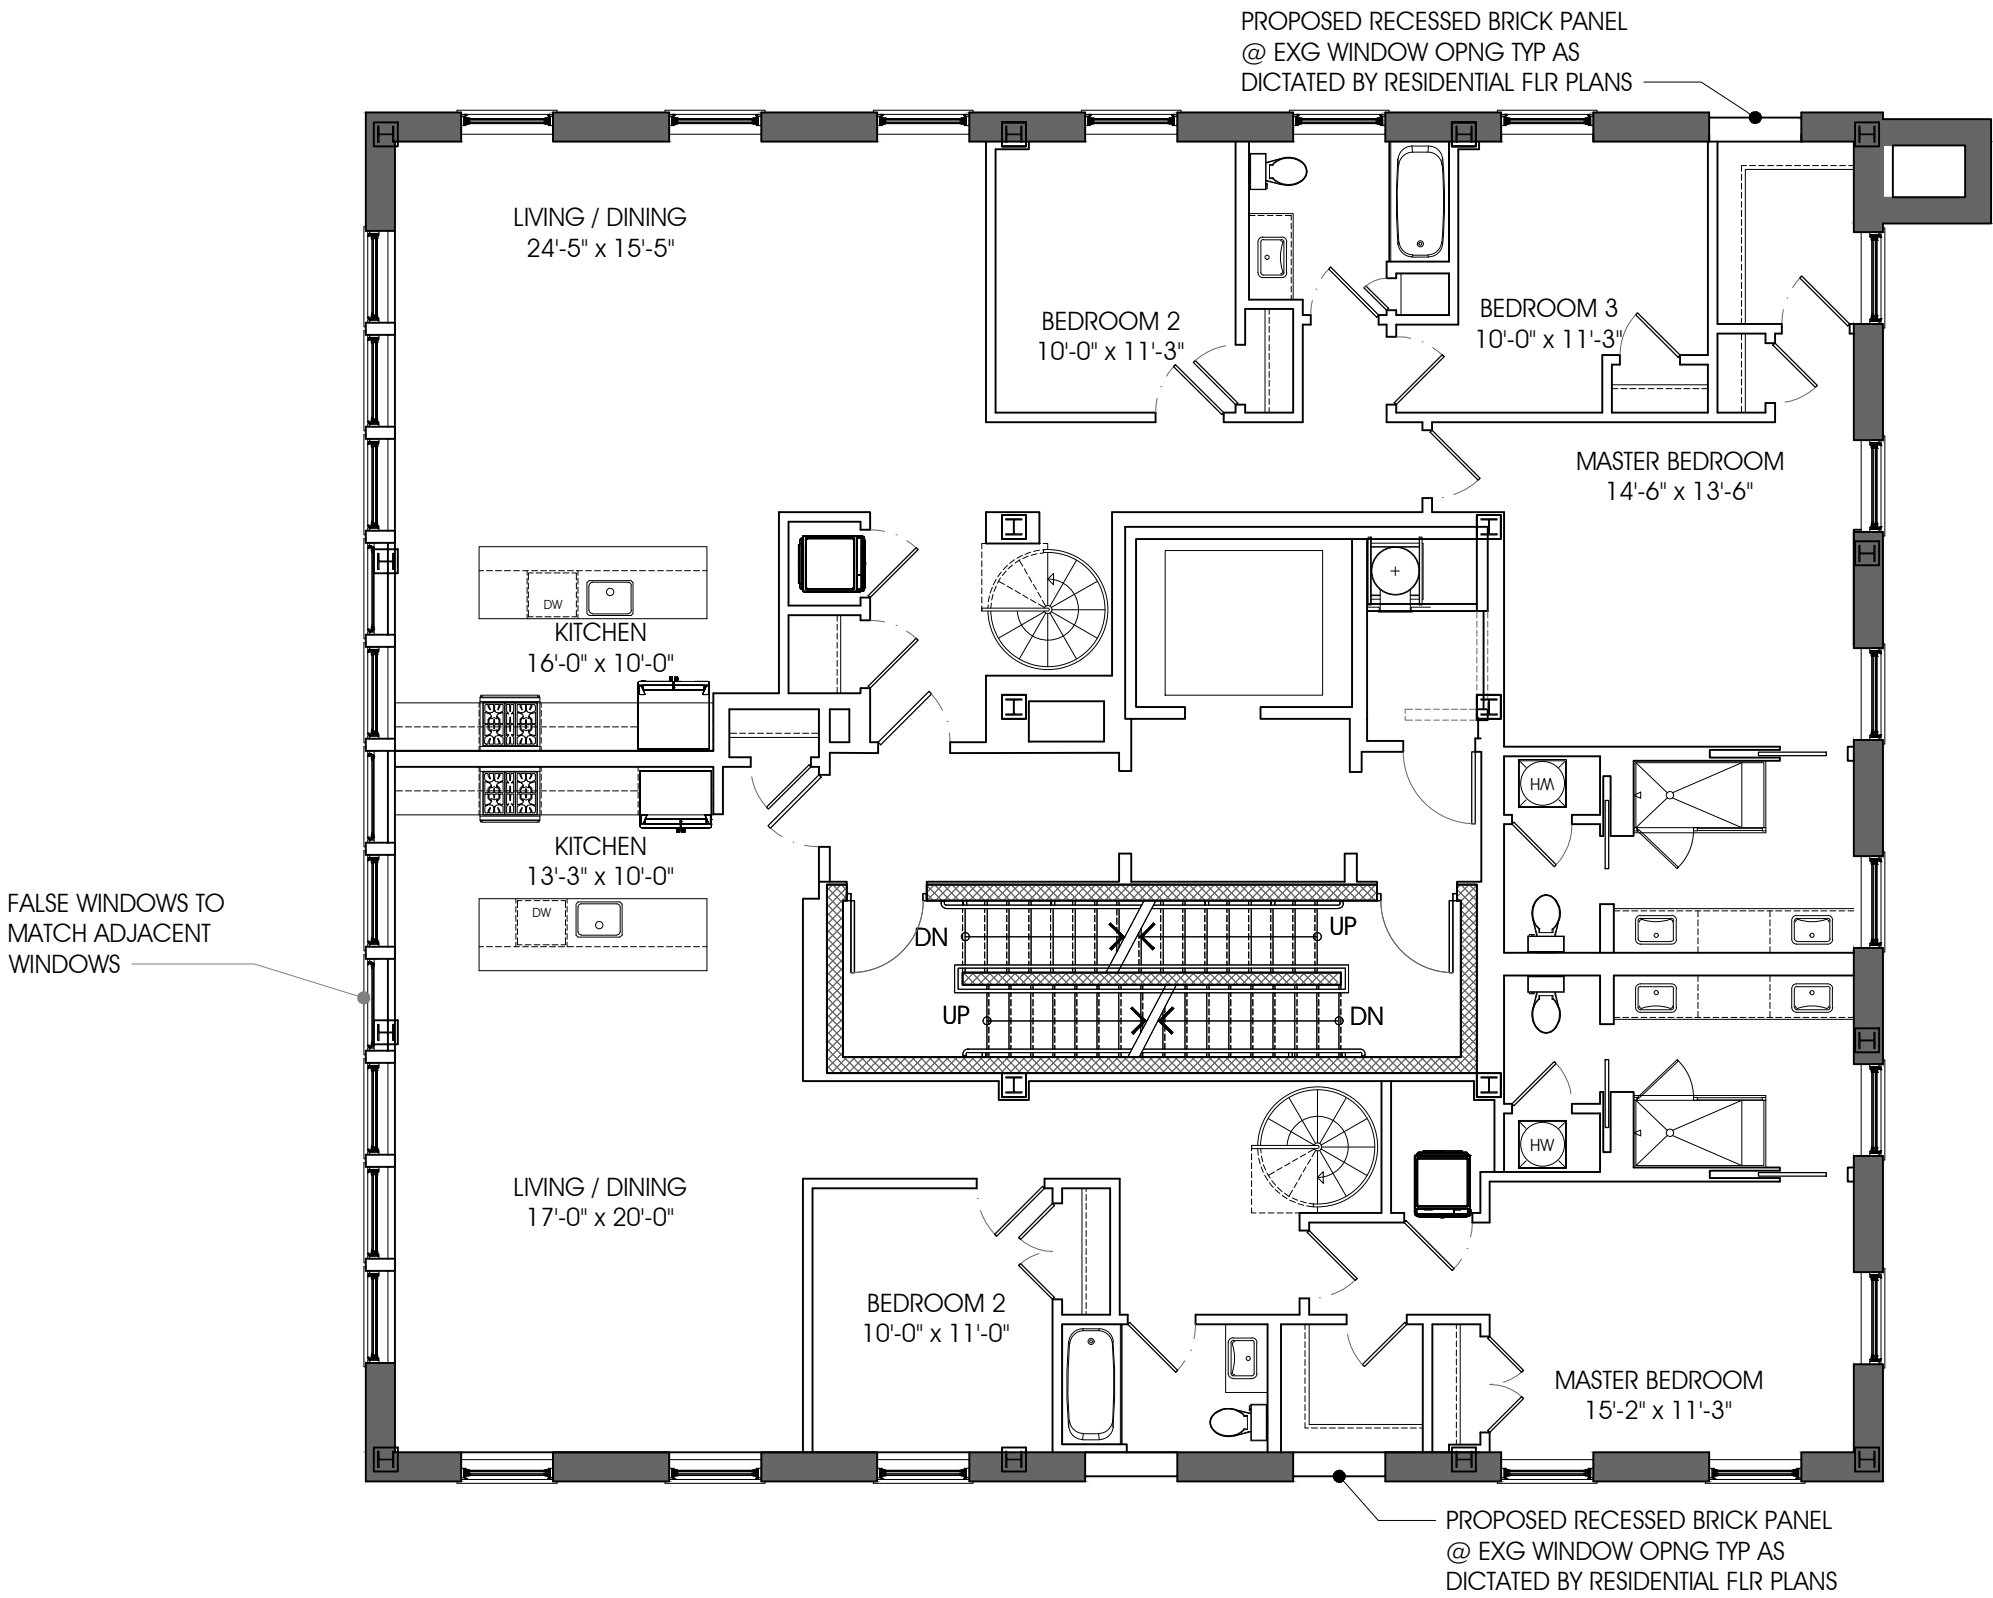 PROPOSED RECESSED BRICK PANEL
@ EXG WINDOW OPNG TYP AS
DICTATED BY RESIDENTIAL FLR PLANS
LIVING / DINING
24'-5" x 15'-5"
BEDROOM 2
10'-0" x 11'-3"
BEDROOM 3
10'-0" x 11'-3"
MASTER BEDROOM
14'-6" x 13'-6"
DW
KITCHEN
16'-0" x 10'-0"
HW
KITCHEN
13'-3" x 10'-0"
DW
FALSE WINDOWS TO
MATCH ADJACENT
WINDOWS
DN
UP
UP
DN
HW
LIVING / DINING
17'-0" x 20'-0"
BEDROOM 2
10'-0" x 11'-0"
MASTER BEDROOM
15'-2" x 11'-3"
PROPOSED RECESSED BRICK PANEL
@ EXG WINDOW OPNG TYP AS
DICTATED BY RESIDENTIAL FLR PLANS